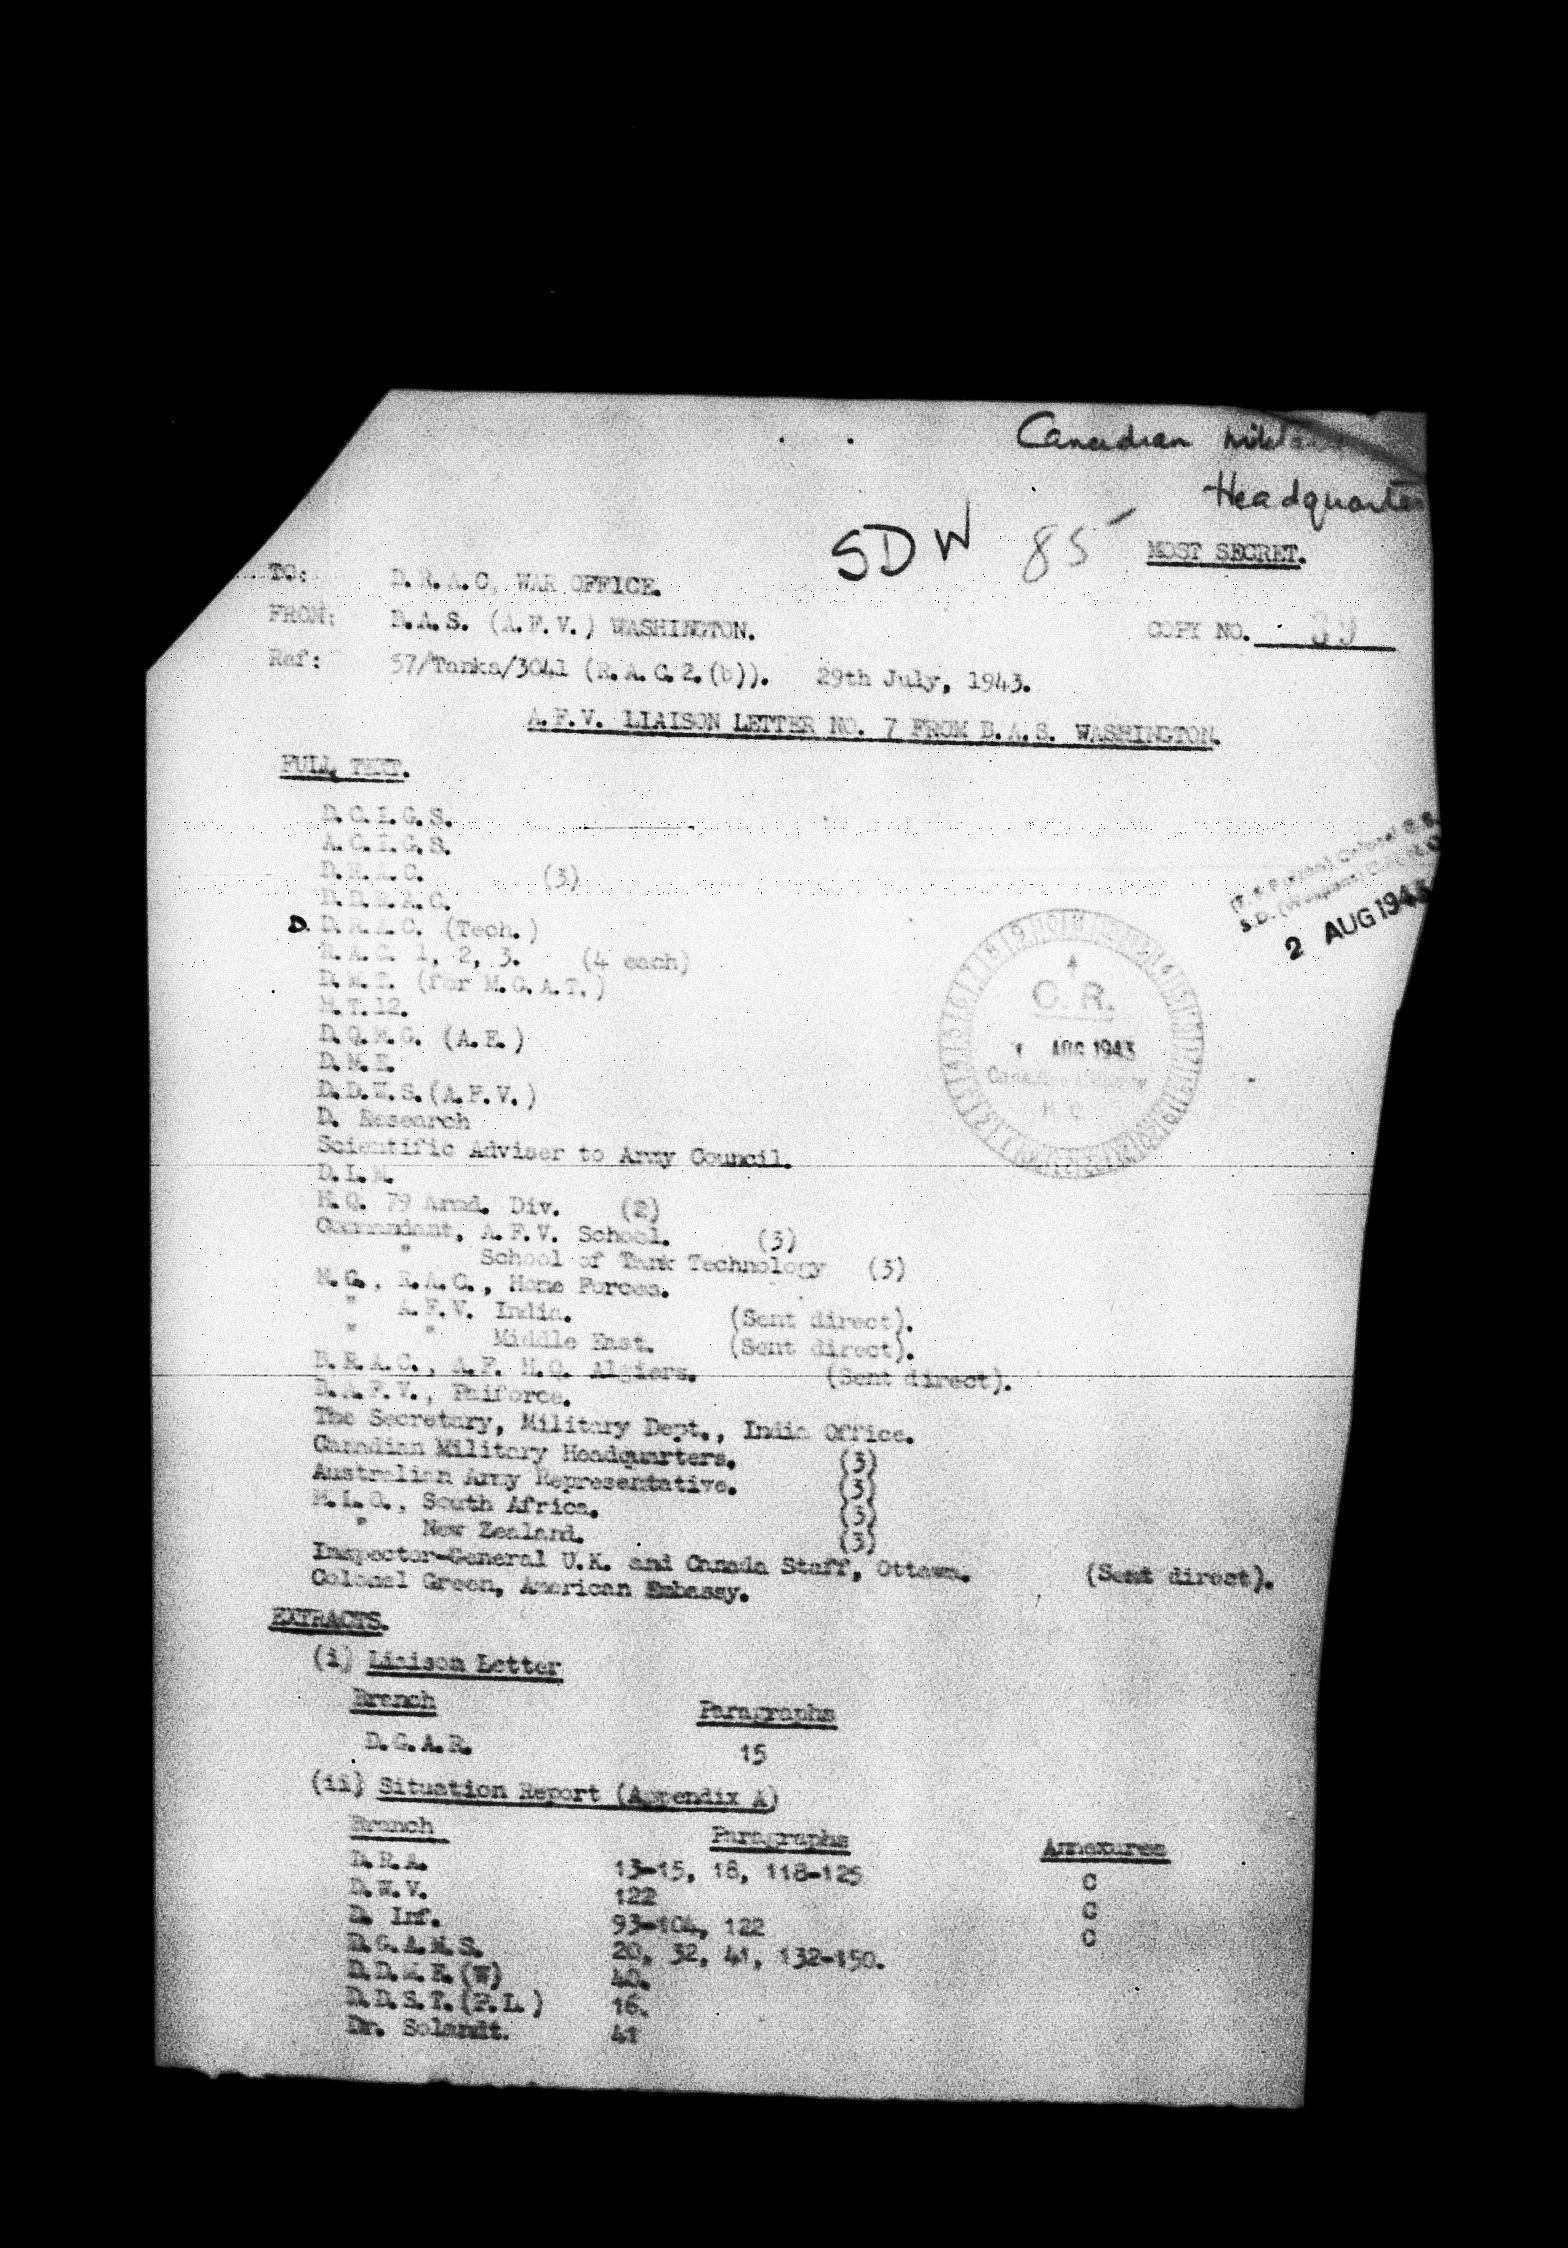 Canadian
Headquarters
SDW 85
MOST SECRET.
TO: D.R.A.C, WAR OFFICE.
FROM: B.A.S. (A.F.V.) WASHINGTON.
COPY NO.
Ref: 57/Tanks/3041 (R.A.C.2.(b)). 29th July, 1943.
A.F.V. LIAISON LETTER NO. 7 FROM B.A.S. WASHINGTON.
FULL TEXT.
D.C.I.G.S.
A.C.I.G.S.
D.R.A.C. (3)
D.D.R.A.C.
D. D.R.A.C. (Tech.)
R.A.C. 1, 2, 3. (4 each)
D.M.T. (for M.G.A.T.)
M.T.12.
D.Q.M.G. (A.E.)
D.M.E.
D.D.W.S.(A.F.V.)
D. Research
Scientific Adviser to Army Council.
D.L.M.
H.Q. 79 Armd. Div. (2)
Commandant, A.F.V. School. (3)
" School of Tank Technology (3)
M.G., R.A.C., Home Forces.
" A.F.V. India. (Sent direct).
" " Middle East. (Sent direct).
D.R.A.C., A.F. H.Q. Algiers. (Sent direct).
D.A.F.V., Paiforce.
The Secretary, Military Dept., India Office.
Canadian Military Headquarters. (3)
Australian Army Representative. (3)
M.L.O., South Africa. (3)
" New Zealand. (3)
Inspector-General U.K. and Canada Staff, Ottawa. (Sent direct).
Colonel Green, American Embassy.
2 AUG 1943
C. R.
AUG 1943
Canadian Military
H Q
EXTRACTS.
(i) Liaison Letter
Branch Paragraphs
D.G.A.R. 15
(ii) Situation Report (Appendix A)
Branch Paragraphs Annexures
D.R.A. 13-15, 18, 118-125 C
D.W.V. 122 C
D. Inf. 93-104, 122 C
D.G.A.M.S. 20, 32, 41, 132-150.
D.D.M.E.(W) 40.
D.D.S.T.(P.L.) 16.
Dr. Solandt. 41